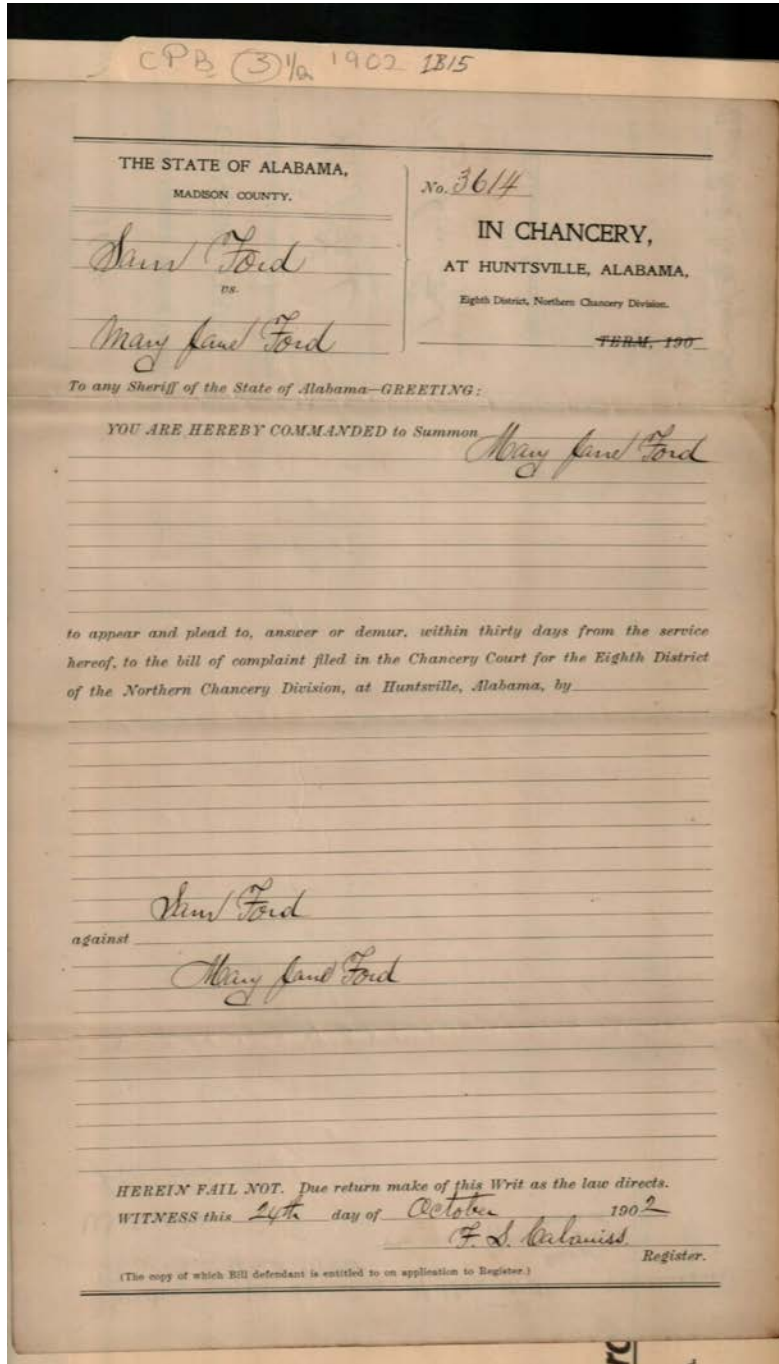 CPB (3) 1/2 1902 1815
THE STATE OF ALABAMA,
MADISON COUNTY.
Sam Ford
vs.
Mary Jane Ford
No. 3614
IN CHANCERY,
AT HUNTSVILLE, ALABAMA,
Eighth District, Northern Chancery Division.
TERM, 190
To any Sheriff of the State of Alabama—GREETING:
YOU ARE HEREBY COMMANDED to Summon Mary Jane Ford
to appear and plead to, answer or demur, within thirty days from the service
hereof, to the bill of complaint filed in the Chancery Court for the Eighth District
of the Northern Chancery Division, at Huntsville, Alabama, by
Sam Ford
against
Mary Jane Ford
HEREIN FAIL NOT. Due return make of this Writ as the law directs.
WITNESS this 24th day of October 1902
F. S. Cabaniss.
Register.
(The copy of which Bill defendant is entitled to on application to Register.)